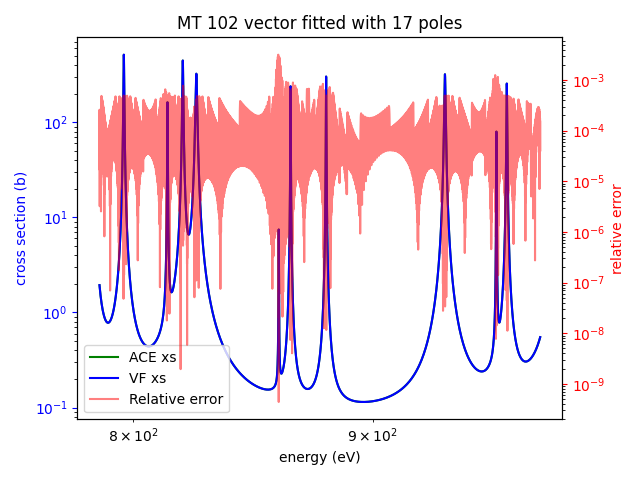 MT 102 vector fitted with 17 poles
cross section (b)
10² 
10¹
10⁰
10⁻¹
10⁻³
10⁻⁴
10⁻⁵
10⁻⁶
10⁻⁷
10⁻⁸
10⁻⁹
relative error
ACE xs
VF xs
Relative error
8 × 10² 9 × 10²
energy (eV)